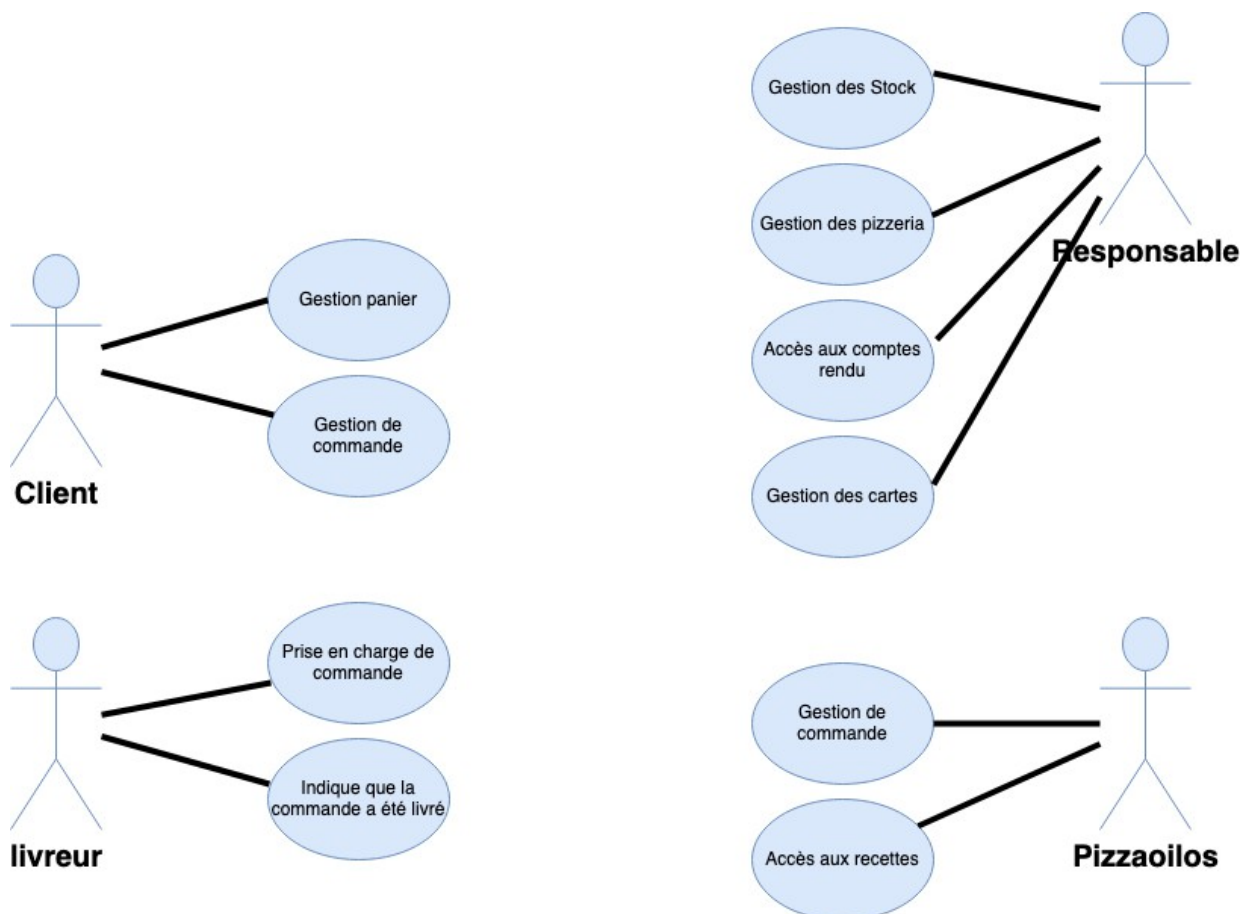 Gestion des Stock
Gestion des pizzeria
Responsable
Accès aux comptes
rendu
Gestion des cartes
Gestion panier
Gestion de
commande
Client
Prise en charge de
commande
Indique que la
commande a été livré
livreur
Gestion de
commande
Accès aux recettes
Pizzaoilos